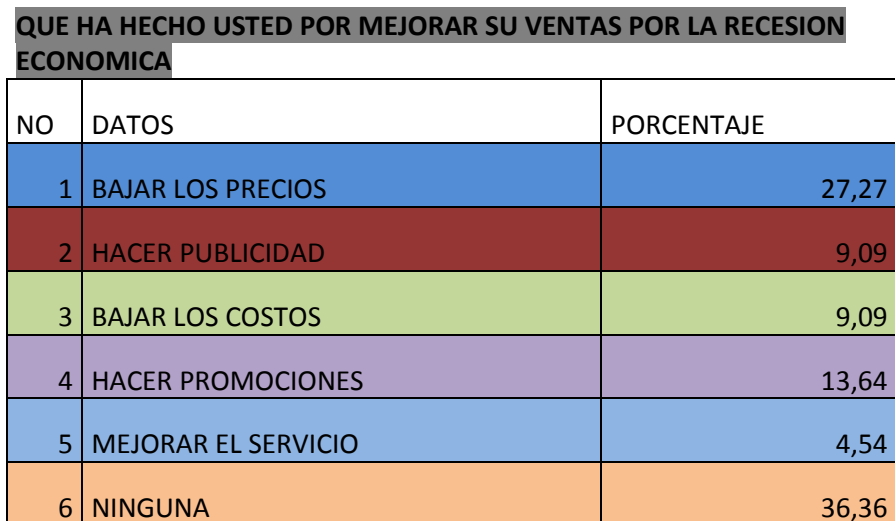 QUE HA HECHO USTED POR MEJORAR SU VENTAS POR LA RECESION
ECONOMICA
NO DATOS PORCENTAJE
1 BAJAR LOS PRECIOS 27,27
2 HACER PUBLICIDAD 9,09
3 BAJAR LOS COSTOS 9,09
4 HACER PROMOCIONES 13,64
5 MEJORAR EL SERVICIO 4,54
6 NINGUNA 36,36